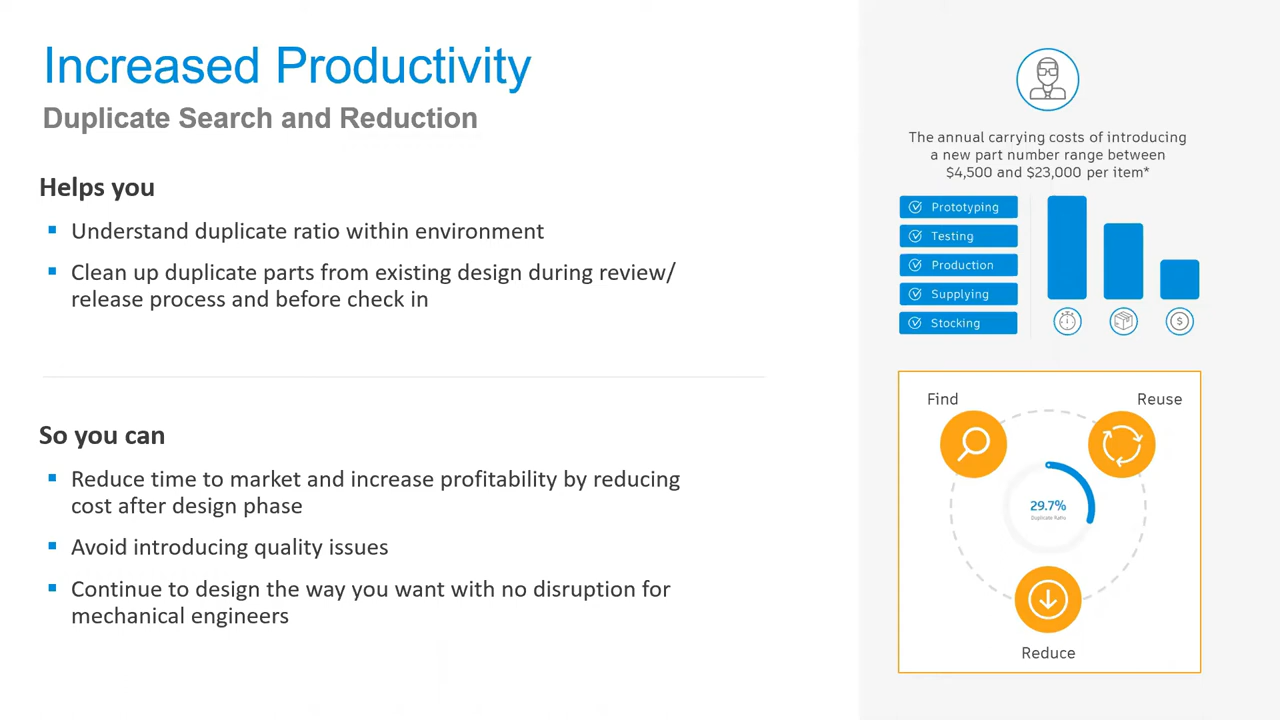 Increased Productivity
Duplicate Search and Reduction
Helps you
Understand duplicate ratio within environment
Clean up duplicate parts from existing design during review/
release process and before check in
So you can
Reduce time to market and increase profitability by reducing
cost after design phase
Avoid introducing quality issues
Continue to design the way you want with no disruption for
mechanical engineers
The annual carrying costs of introducing
a new part number range between
$4,500 and $23,000 per item*
Prototyping
Testing
Production
Supplying
Stocking
$
Find
Reuse
29.7%
Duplicate Ratio
Reduce